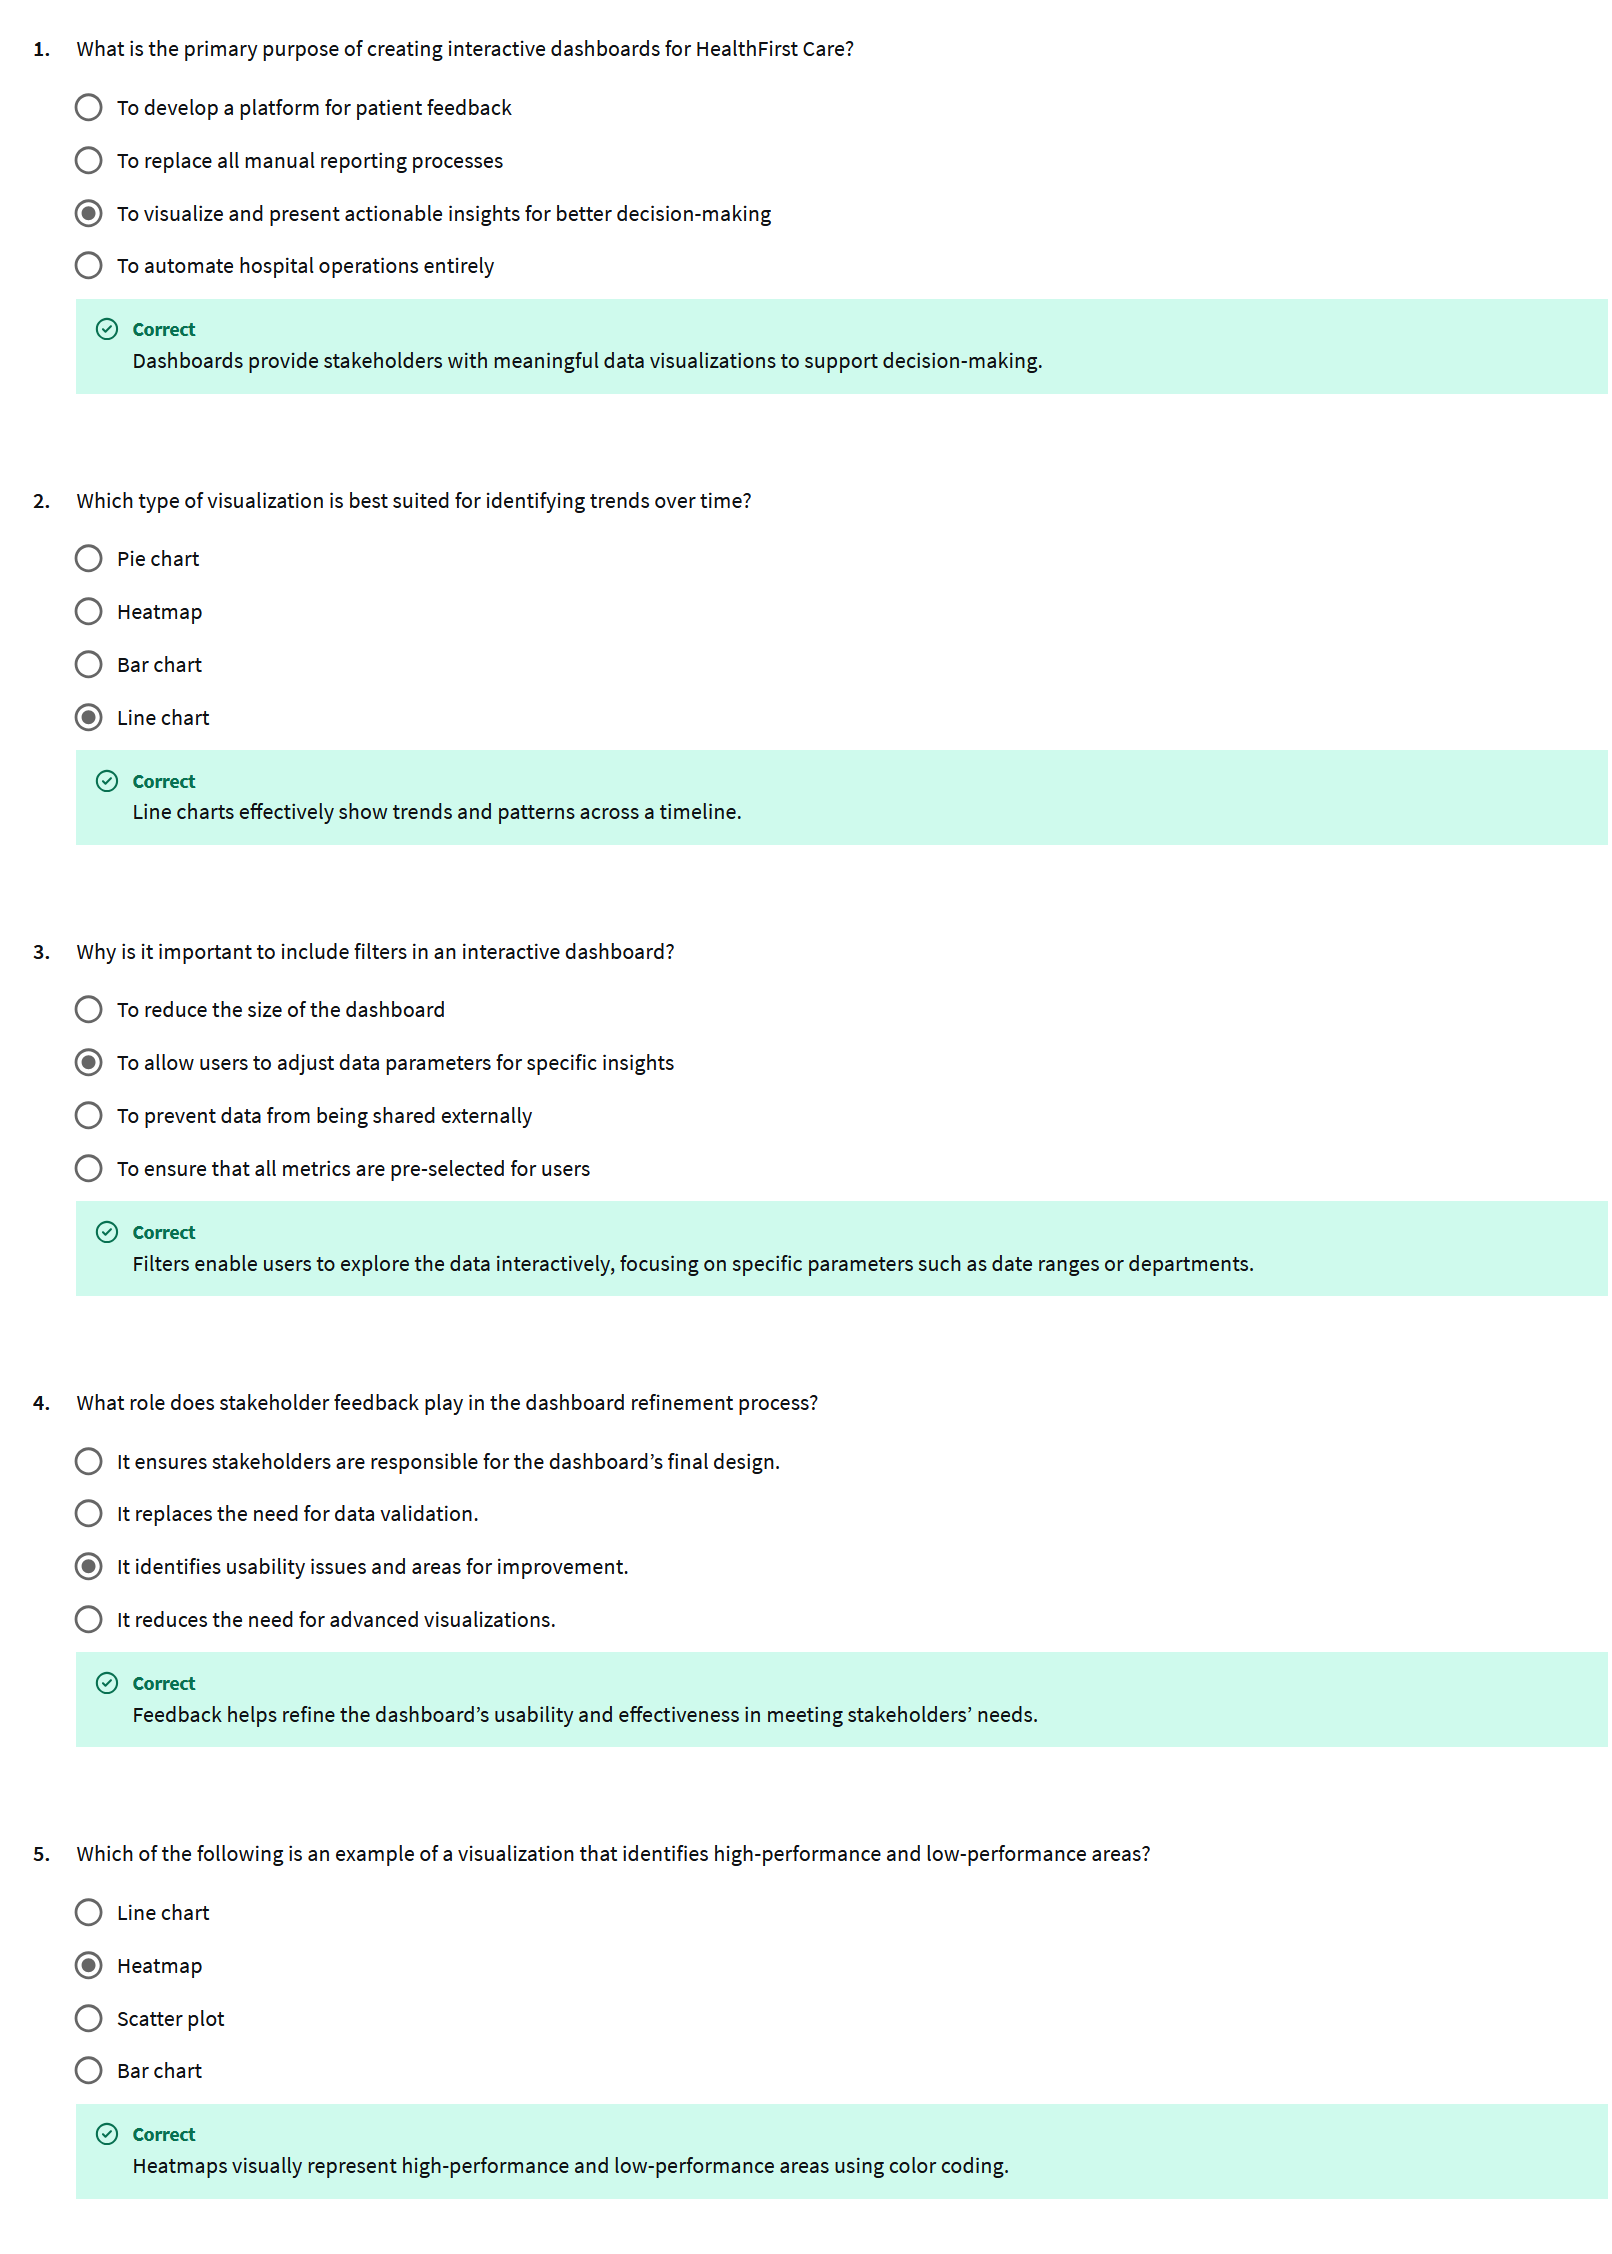 1. What is the primary purpose of creating interactive dashboards for HealthFirst Care?
To develop a platform for patient feedback
To replace all manual reporting processes
To visualize and present actionable insights for better decision-making
To automate hospital operations entirely
Correct
Dashboards provide stakeholders with meaningful data visualizations to support decision-making.
2. Which type of visualization is best suited for identifying trends over time?
Pie chart
Heatmap
Bar chart
Line chart
Correct
Line charts effectively show trends and patterns across a timeline.
3. Why is it important to include filters in an interactive dashboard?
To reduce the size of the dashboard
To allow users to adjust data parameters for specific insights
To prevent data from being shared externally
To ensure that all metrics are pre-selected for users
Correct
Filters enable users to explore the data interactively, focusing on specific parameters such as date ranges or departments.
4. What role does stakeholder feedback play in the dashboard refinement process?
It ensures stakeholders are responsible for the dashboard’s final design.
It replaces the need for data validation.
It identifies usability issues and areas for improvement.
It reduces the need for advanced visualizations.
Correct
Feedback helps refine the dashboard’s usability and effectiveness in meeting stakeholders’ needs.
5. Which of the following is an example of a visualization that identifies high-performance and low-performance areas?
Line chart
Heatmap
Scatter plot
Bar chart
Correct
Heatmaps visually represent high-performance and low-performance areas using color coding.